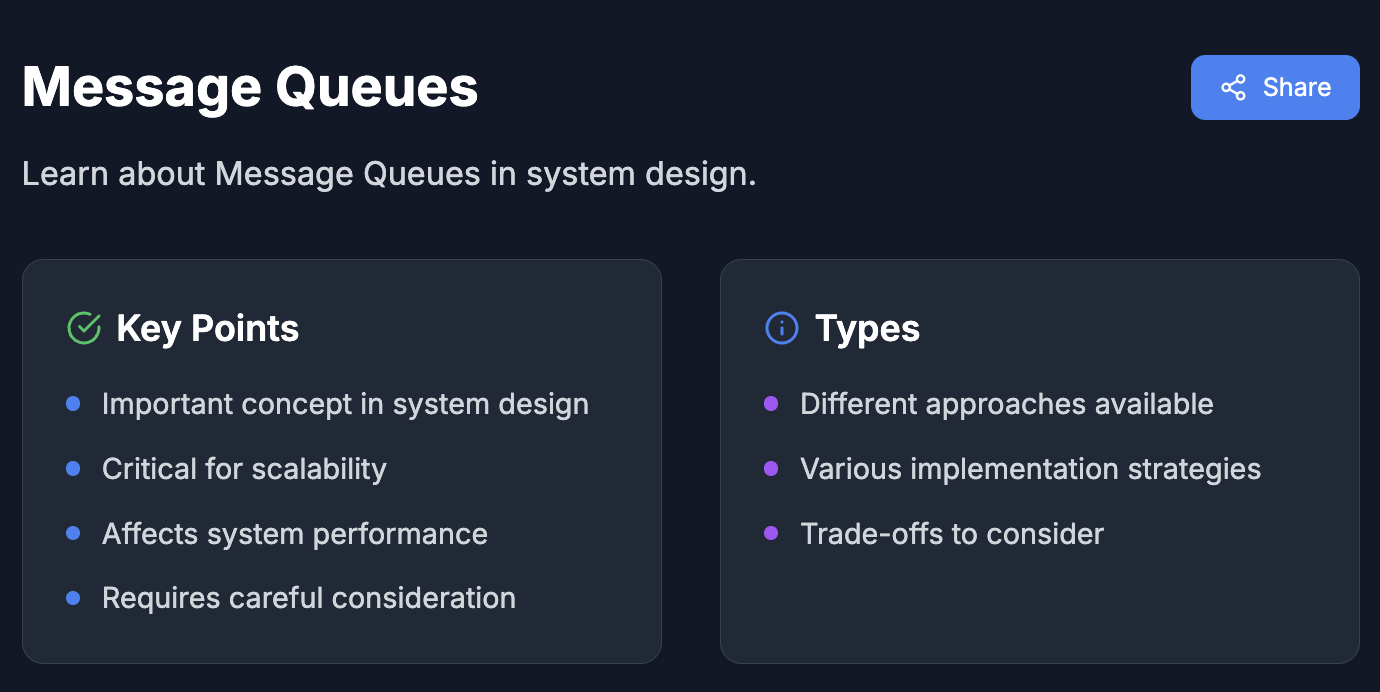 Message Queues
Share
Learn about Message Queues in system design.
Key Points
Important concept in system design
Critical for scalability
Affects system performance
Requires careful consideration
Types
Different approaches available
Various implementation strategies
Trade-offs to consider